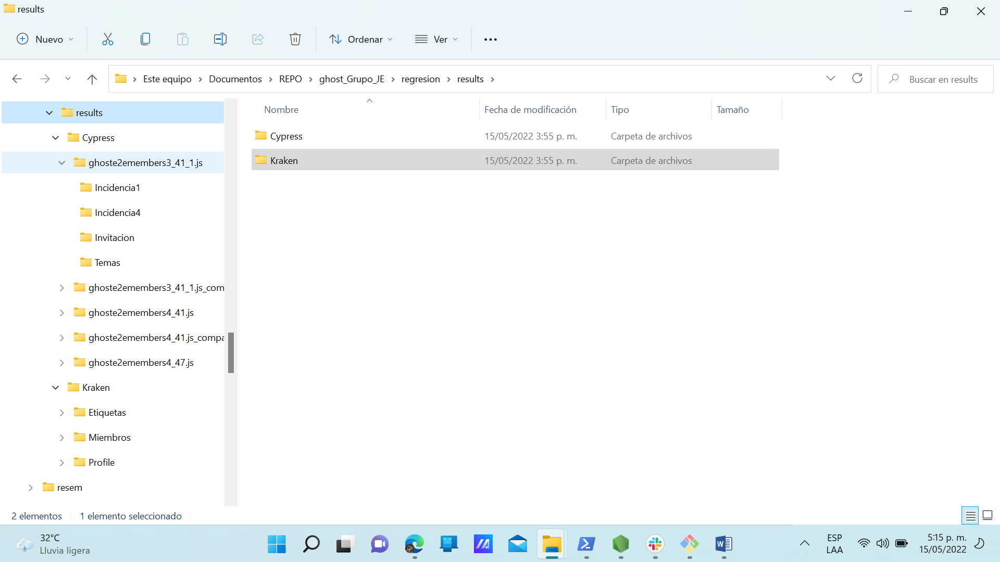 results
Nuevo
Ordenar
Ver
Este equipo > Documentos > REPO > ghost_Grupo_JE > regresion > results >
Buscar en results
results
Cypress
ghoste2emembers3_41_1.js
Incidencia1
Incidencia4
Invitacion
Temas
ghoste2emembers3_41_1.js_com
ghoste2emembers4_41.js
ghoste2emembers4_41.js_compa
ghoste2emembers4_47.js
Kraken
Etiquetas
Miembros
Profile
resem
Nombre Fecha de modificación Tipo Tamaño
Cypress 15/05/2022 3:55 p. m. Carpeta de archivos
Kraken 15/05/2022 3:55 p. m. Carpeta de archivos
2 elementos 1 elemento seleccionado
32°C
Lluvia ligera
ESP
LAA
5:15 p. m.
15/05/2022